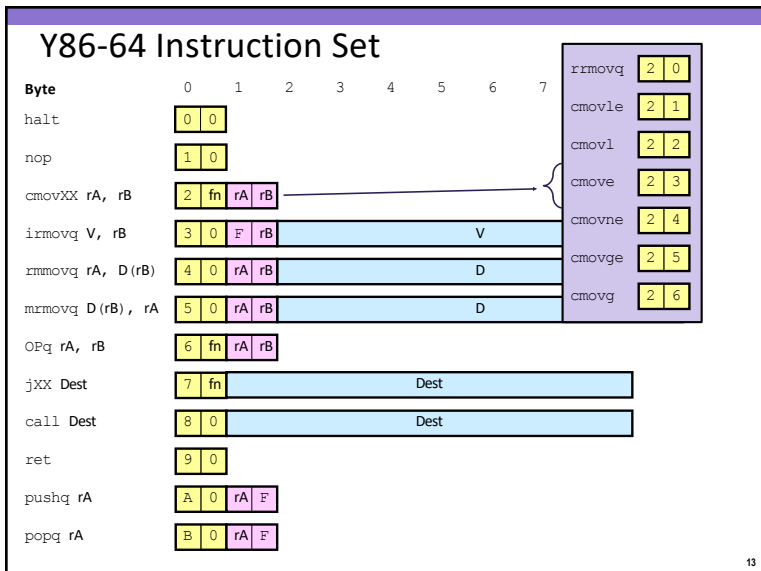 Y86-64 Instruction Set
Byte 0 1 2 3 4 5 6 7
halt 0 0
nop 1 0
cmovXX rA, rB 2 fn rA rB
irmovq V, rB 3 0 F rB V
rmmovq rA, D(rB) 4 0 rA rB D
mrmovq D(rB), rA 5 0 rA rB D
OPq rA, rB 6 fn rA rB
jXX Dest 7 fn Dest
call Dest 8 0 Dest
ret 9 0
pushq rA A 0 rA F
popq rA B 0 rA F
rrmovq 2 0
cmovle 2 1
cmovl 2 2
cmove 2 3
cmovne 2 4
cmovge 2 5
cmovg 2 6
13